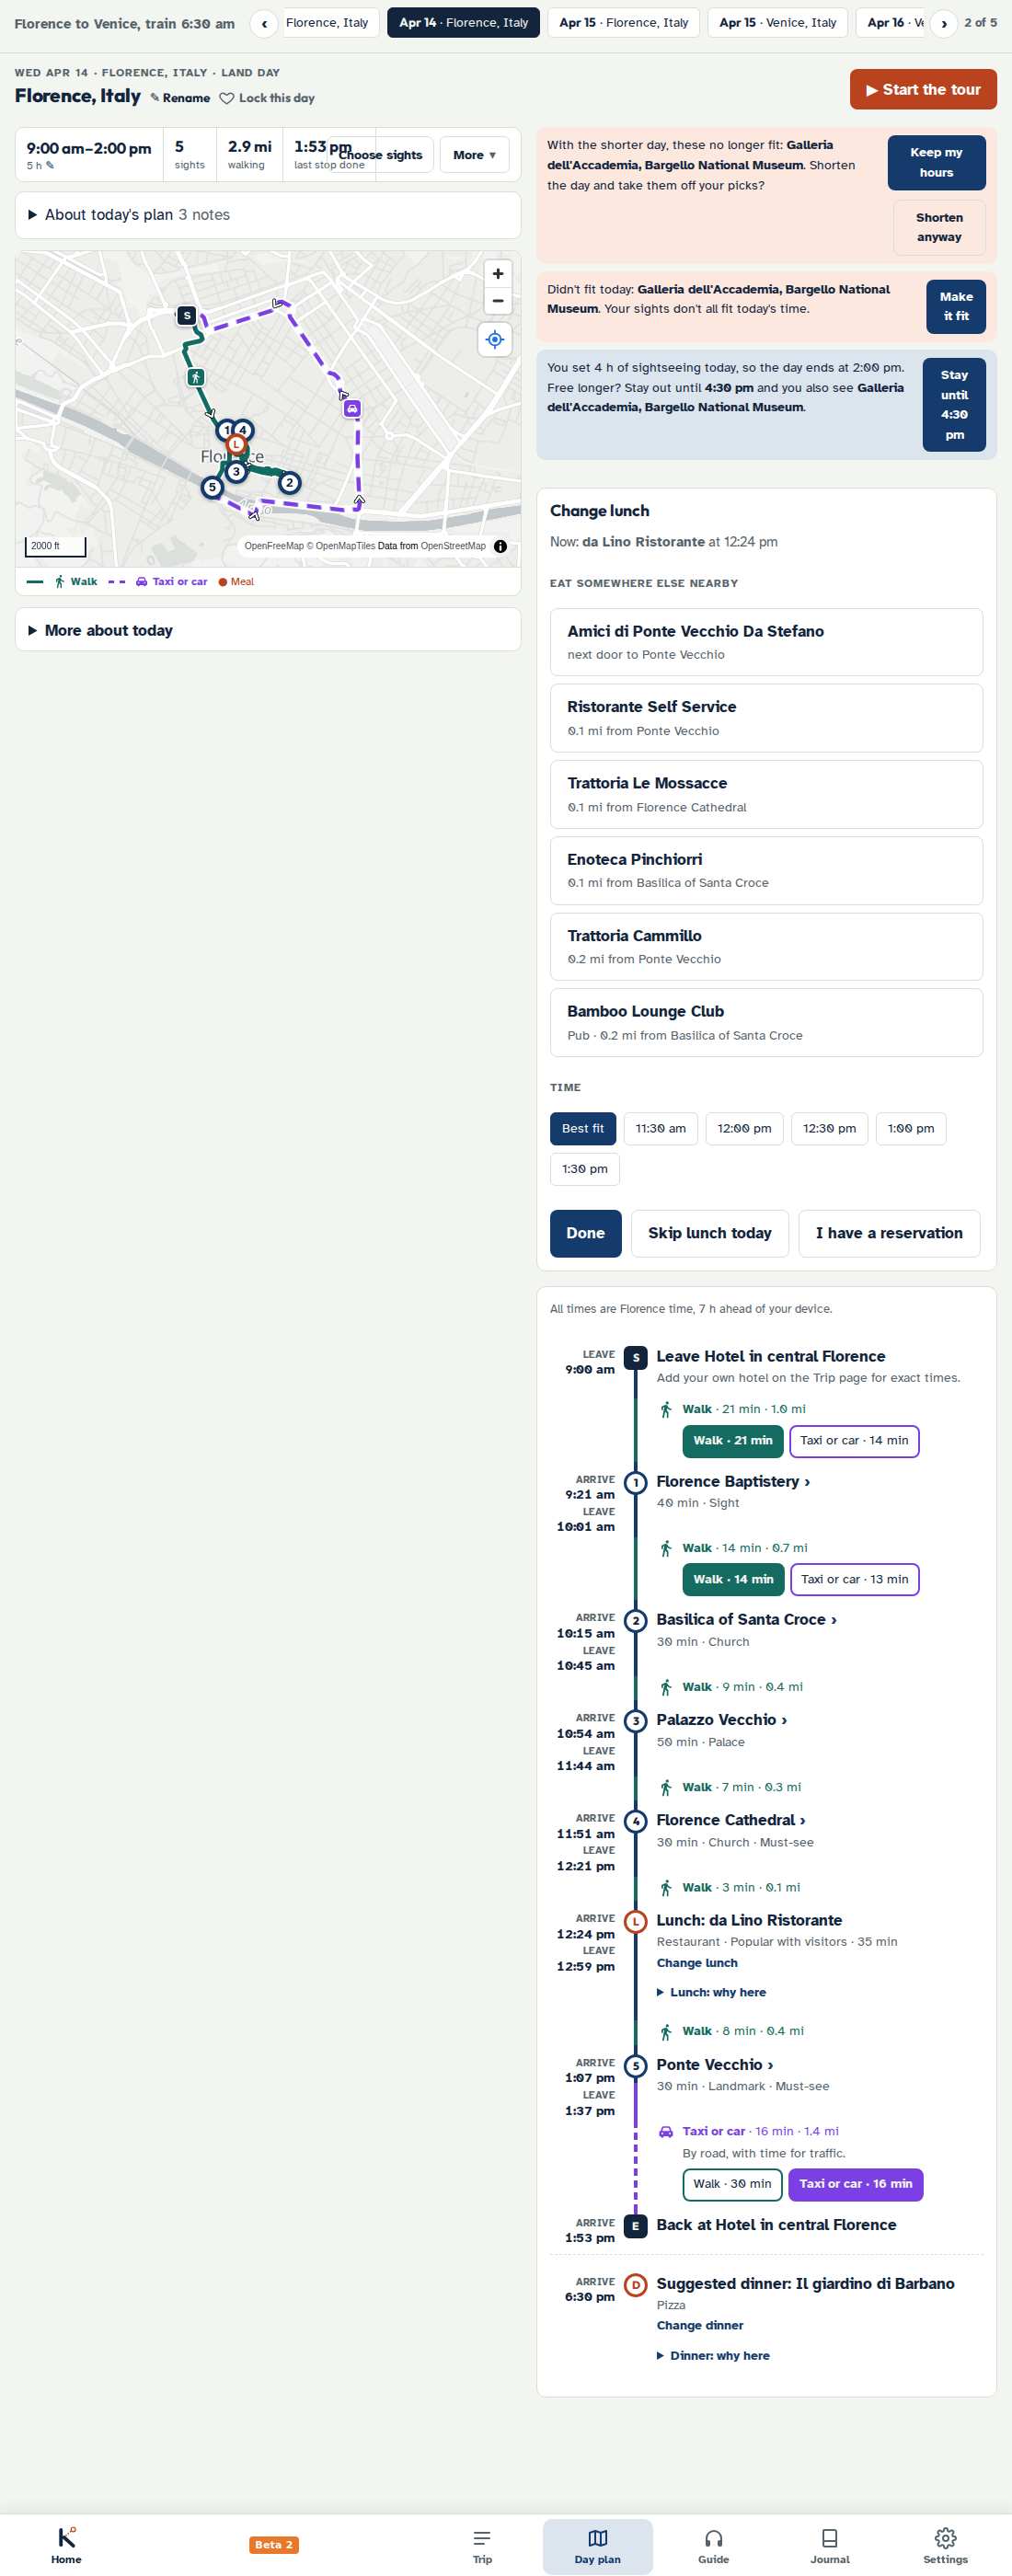 Florence to Venice, train 6:30 am
‹
Florence, Italy
Apr 14 · Florence, Italy
Apr 15 · Florence, Italy
Apr 15 · Venice, Italy
Apr 16 · Ve
›
2 of 5
WED APR 14 · FLORENCE, ITALY · LAND DAY
Florence, Italy
✎ Rename
Lock this day
▶ Start the tour
9:00 am–2:00 pm
5 h ✎
5
sights
2.9 mi
walking
1:53 pm
last stop done
Choose sights
More ▼
▶ About today's plan 3 notes
S
1
4
L
Florence
3
2
5
Arno
+
−
2000 ft
OpenFreeMap © OpenMapTiles Data from OpenStreetMap
Walk
Taxi or car
Meal
▶ More about today
With the shorter day, these no longer fit: Galleria
dell'Accademia, Bargello National Museum. Shorten
the day and take them off your picks?
Keep my
hours
Shorten
anyway
Didn't fit today: Galleria dell'Accademia, Bargello National
Museum. Your sights don't all fit today's time.
Make
it fit
You set 4 h of sightseeing today, so the day ends at 2:00 pm.
Free longer? Stay out until 4:30 pm and you also see Galleria
dell'Accademia, Bargello National Museum.
Stay
until
4:30
pm
Change lunch
Now: da Lino Ristorante at 12:24 pm
EAT SOMEWHERE ELSE NEARBY
Amici di Ponte Vecchio Da Stefano
next door to Ponte Vecchio
Ristorante Self Service
0.1 mi from Ponte Vecchio
Trattoria Le Mossacce
0.1 mi from Florence Cathedral
Enoteca Pinchiorri
0.1 mi from Basilica of Santa Croce
Trattoria Cammillo
0.2 mi from Ponte Vecchio
Bamboo Lounge Club
Pub · 0.2 mi from Basilica of Santa Croce
TIME
Best fit
11:30 am
12:00 pm
12:30 pm
1:00 pm
1:30 pm
Done
Skip lunch today
I have a reservation
All times are Florence time, 7 h ahead of your device.
LEAVE
9:00 am
S
Leave Hotel in central Florence
Add your own hotel on the Trip page for exact times.
Walk · 21 min · 1.0 mi
Walk · 21 min
Taxi or car · 14 min
ARRIVE
9:21 am
LEAVE
10:01 am
1
Florence Baptistery ›
40 min · Sight
Walk · 14 min · 0.7 mi
Walk · 14 min
Taxi or car · 13 min
ARRIVE
10:15 am
LEAVE
10:45 am
2
Basilica of Santa Croce ›
30 min · Church
Walk · 9 min · 0.4 mi
ARRIVE
10:54 am
LEAVE
11:44 am
3
Palazzo Vecchio ›
50 min · Palace
Walk · 7 min · 0.3 mi
ARRIVE
11:51 am
LEAVE
12:21 pm
4
Florence Cathedral ›
30 min · Church · Must-see
Walk · 3 min · 0.1 mi
ARRIVE
12:24 pm
LEAVE
12:59 pm
L
Lunch: da Lino Ristorante
Restaurant · Popular with visitors · 35 min
Change lunch
▶ Lunch: why here
Walk · 8 min · 0.4 mi
ARRIVE
1:07 pm
LEAVE
1:37 pm
5
Ponte Vecchio ›
30 min · Landmark · Must-see
Taxi or car · 16 min · 1.4 mi
By road, with time for traffic.
Walk · 30 min
Taxi or car · 16 min
ARRIVE
1:53 pm
E
Back at Hotel in central Florence
ARRIVE
6:30 pm
D
Suggested dinner: Il giardino di Barbano
Pizza
Change dinner
▶ Dinner: why here
Home
Beta 2
Trip
Day plan
Guide
Journal
Settings